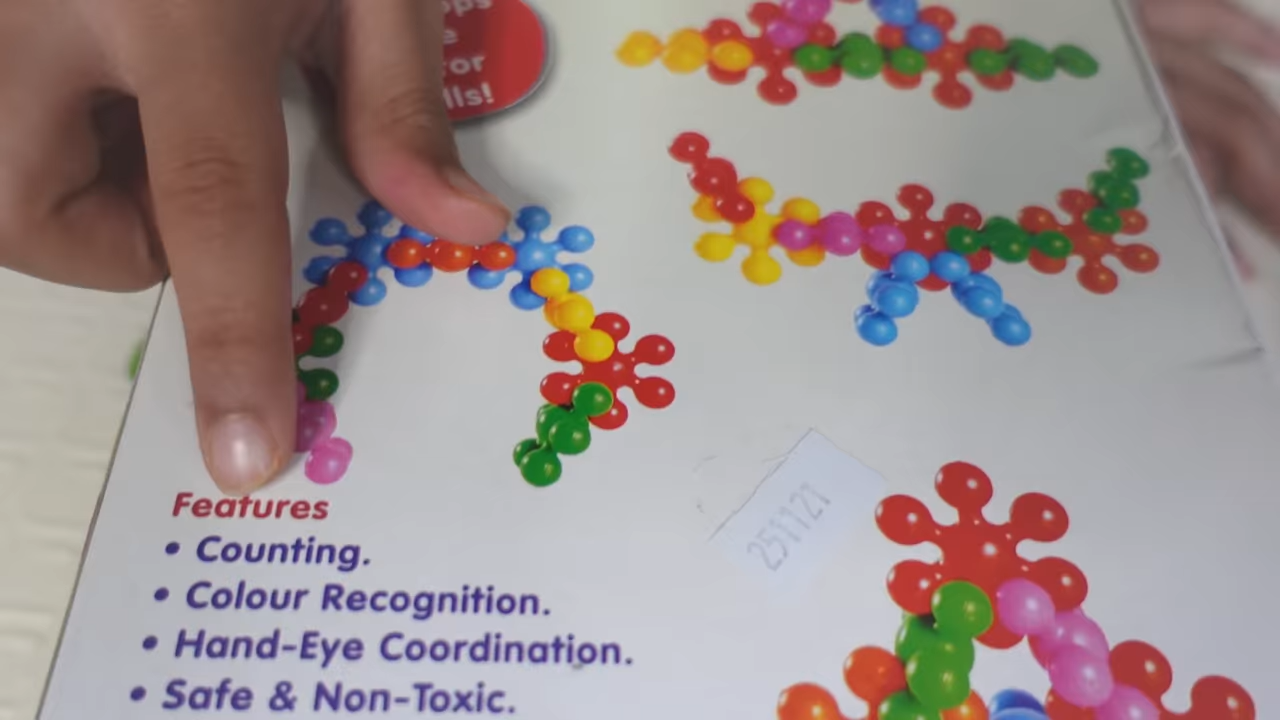 Features
• Counting.
• Colour Recognition.
• Hand-Eye Coordination.
• Safe & Non-Toxic.
251121